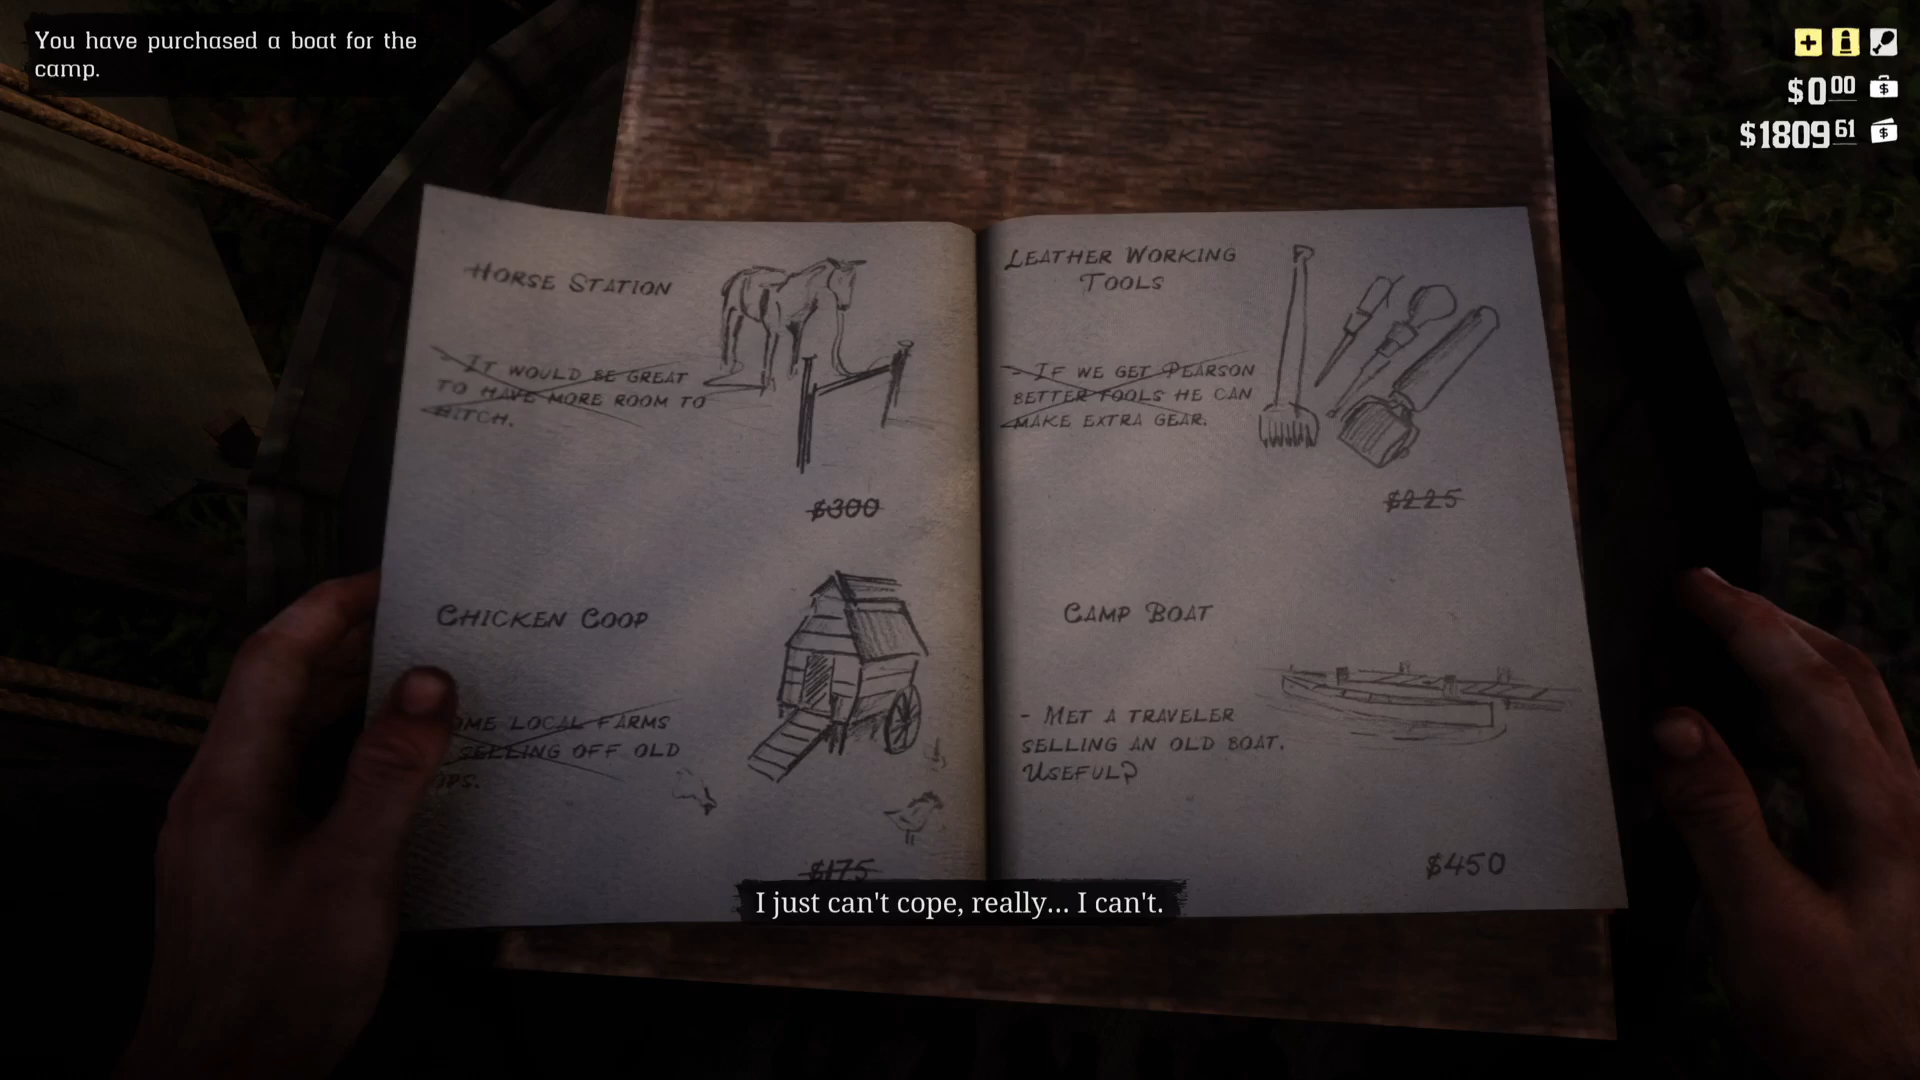 You have purchased a boat for the
camp.
$0 00
$1809 61
HORSE STATION
- IT WOULD BE GREAT
TO HAVE MORE ROOM TO
HITCH.
$300
CHICKEN COOP
LOCAL FARMS
SELLING OFF OLD
$175
LEATHER WORKING
TOOLS
- IF WE GET PEARSON
BETTER TOOLS HE CAN
MAKE EXTRA GEAR.
$225
CAMP BOAT
- MET A TRAVELER
SELLING AN OLD BOAT.
USEFUL?
$450
I just can't cope, really... I can't.